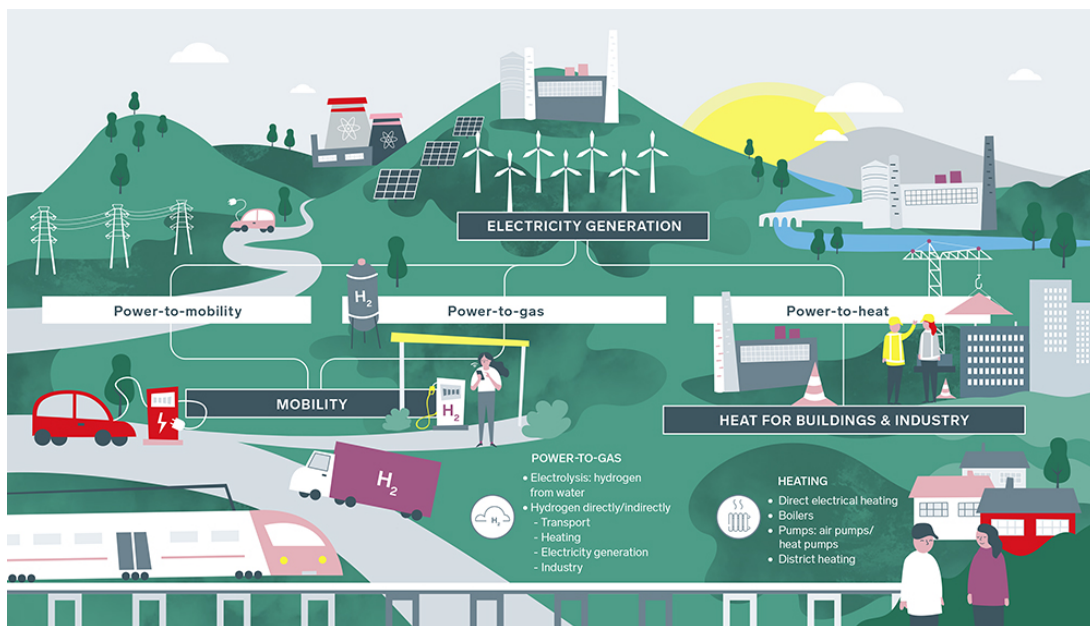 ELECTRICITY GENERATION
H₂
Power-to-mobility
Power-to-gas
Power-to-heat
MOBILITY
H₂
HEAT FOR BUILDINGS & INDUSTRY
H₂
POWER-TO-GAS
• Electrolysis: hydrogen
from water
• Hydrogen directly/indirectly
- Transport
- Heating
- Electricity generation
- Industry
H₂
HEATING
• Direct electrical heating
• Boilers
• Pumps: air pumps/
heat pumps
• District heating